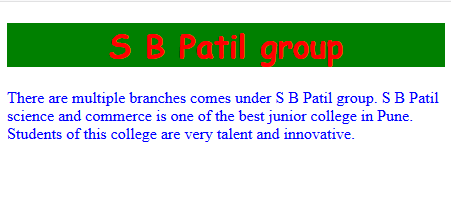 S B Patil group
There are multiple branches comes under S B Patil group. S B Patil
science and commerce is one of the best junior college in Pune.
Students of this college are very talent and innovative.